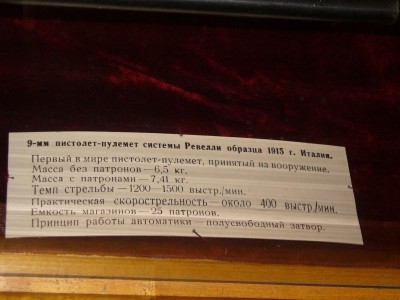 9-мм пистолет-пулемет системы Ревелли образца 1915 г. Италия.
Первый в мире пистолет-пулемет, принятый на вооружение.
Масса без патронов—6,5 кг.
Масса с патронами—7,41 кг.
Темп стрельбы—1200—1500 выстр./мин.
Практическая скорострельность—около 400 выстр./мин.
Емкость магазинов—25 патронов.
Принцип работы автоматики—полусвободный затвор.